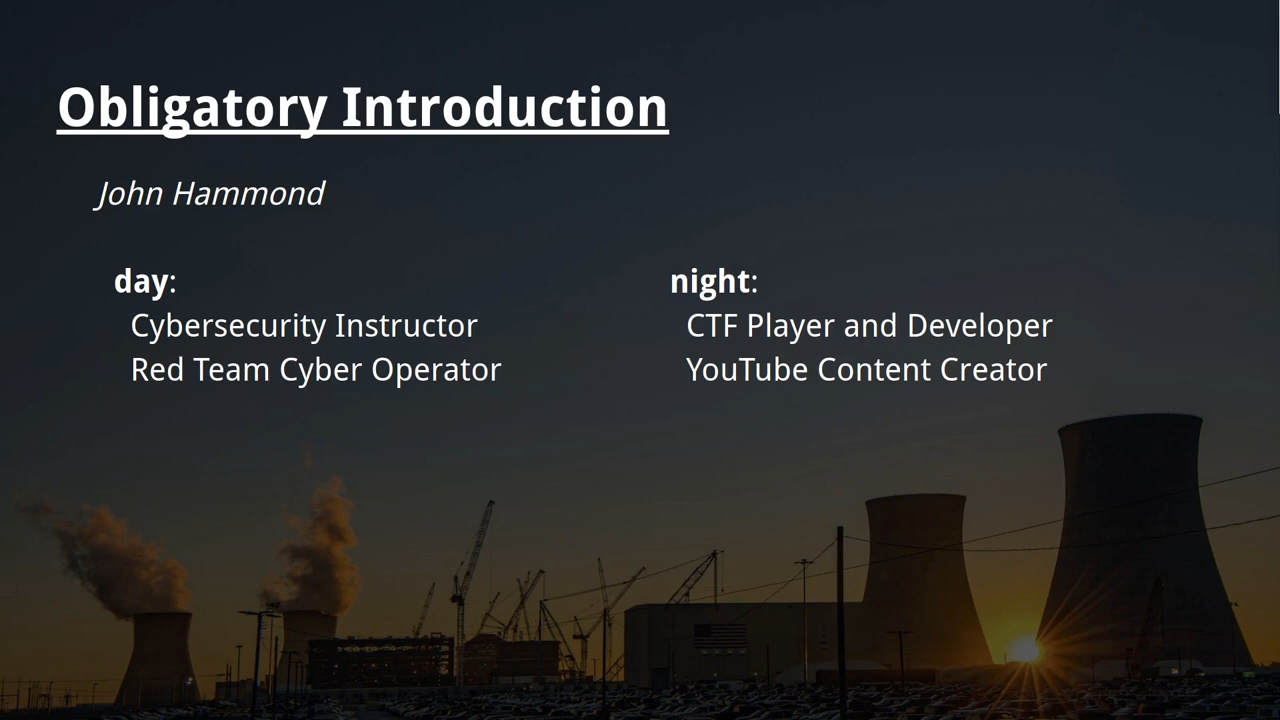 Obligatory Introduction
John Hammond
day:
Cybersecurity Instructor
Red Team Cyber Operator
night:
CTF Player and Developer
YouTube Content Creator